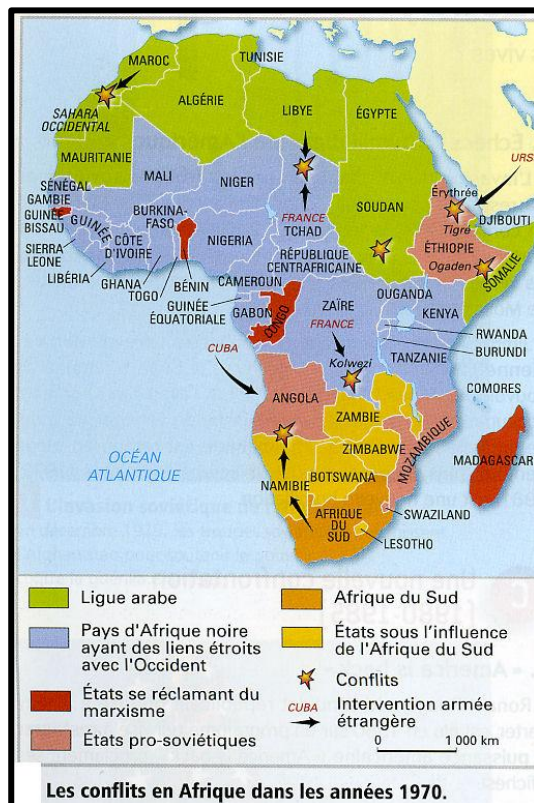 MAROC
TUNISIE
ALGÉRIE
LIBYE
ÉGYPTE
SAHARA
OCCIDENTAL
MAURITANIE
MALI
NIGER
FRANCE
TCHAD
SOUDAN
URS
Érythrée
Tigré
DJIBOUTI
ÉTHIOPIE
Ogaden
SOMALIE
SÉNÉGAL
GAMBIE
GUINÉE
BISSAU
GUINÉE
SIERRA
LEONE
LIBÉRIA
CÔTE
D'IVOIRE
BURKINA-
FASO
GHANA
TOGO
BÉNIN
NIGERIA
CAMEROUN
RÉPUBLIQUE
CENTRAFRICAINE
GUINÉE
ÉQUATORIALE
GABON
CONGO
ZAÏRE
FRANCE
Kolwezi
OUGANDA
KENYA
RWANDA
BURUNDI
TANZANIE
COMORES
CUBA
ANGOLA
ZAMBIE
MOZAMBIQUE
MADAGASCAR
ZIMBABWE
BOTSWANA
NAMIBIE
SWAZILAND
AFRIQUE
DU
SUD
LESOTHO
OCÉAN
ATLANTIQUE
Ligue arabe
Pays d'Afrique noire
ayant des liens étroits
avec l'Occident
États se réclamant du
marxisme
États pro-soviétiques
Afrique du Sud
États sous l'influence
de l'Afrique du Sud
Conflits
CUBA Intervention armée
étrangère
0 1 000 km
Les conflits en Afrique dans les années 1970.